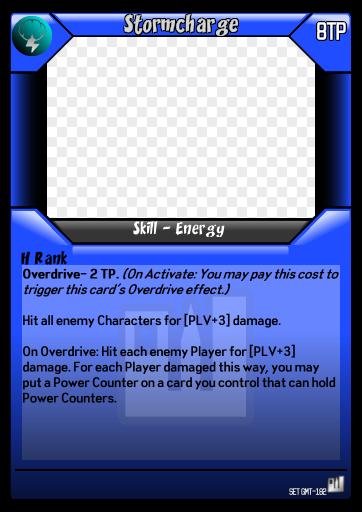 Stormcharge
8TP
Skill - Energy
H Rank
Overdrive- 2 TP. (On Activate: You may pay this cost to
trigger this card's Overdrive effect.)
Hit all enemy Characters for [PLV+3] damage.
On Overdrive: Hit each enemy Player for [PLV+3]
damage. For each Player damaged this way, you may
put a Power Counter on a card you control that can hold
Power Counters.
SET GMT-182